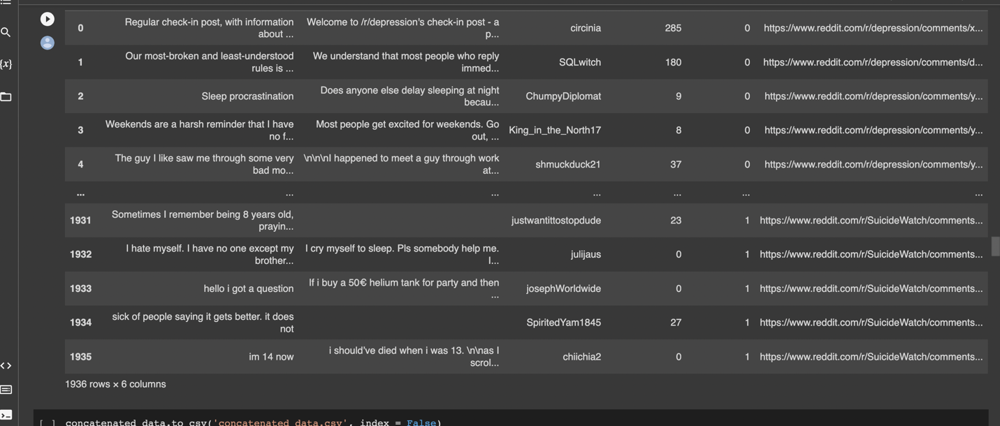 0 Regular check-in post, with information about ... Welcome to /r/depression's check-in post - a p... circinia 285 0 https://www.reddit.com/r/depression/comments/x...
1 Our most-broken and least-understood rules is ... We understand that most people who reply immed... SQLwitch 180 0 https://www.reddit.com/r/depression/comments/d...
2 Sleep procrastination Does anyone else delay sleeping at night becau... ChumpyDiplomat 9 0 https://www.reddit.com/r/depression/comments/y...
3 Weekends are a harsh reminder that I have no f... Most people get excited for weekends. Go out, ... King_in_the_North17 8 0 https://www.reddit.com/r/depression/comments/y...
4 The guy I like saw me through some very bad mo... \n\n\nI happened to meet a guy through work at... shmuckduck21 37 0 https://www.reddit.com/r/depression/comments/y...
... ... ... ... ... ... ...
1931 Sometimes I remember being 8 years old, prayin... justwantittostopdude 23 1 https://www.reddit.com/r/SuicideWatch/comments...
1932 I hate myself. I have no one except my brother... I cry myself to sleep. Pls somebody help me. I... julijaus 0 1 https://www.reddit.com/r/SuicideWatch/comments...
1933 hello i got a question If i buy a 50€ helium tank for party and then ... josephWorldwide 0 1 https://www.reddit.com/r/SuicideWatch/comments...
1934 sick of people saying it gets better. it does not SpiritedYam1845 27 1 https://www.reddit.com/r/SuicideWatch/comments...
1935 im 14 now i should've died when i was 13. \n\nas I scrol... chiichia2 0 1 https://www.reddit.com/r/SuicideWatch/comments...
1936 rows × 6 columns
[ ] concatenated_data.to_csv('concatenated_data.csv', index = False)
{x}